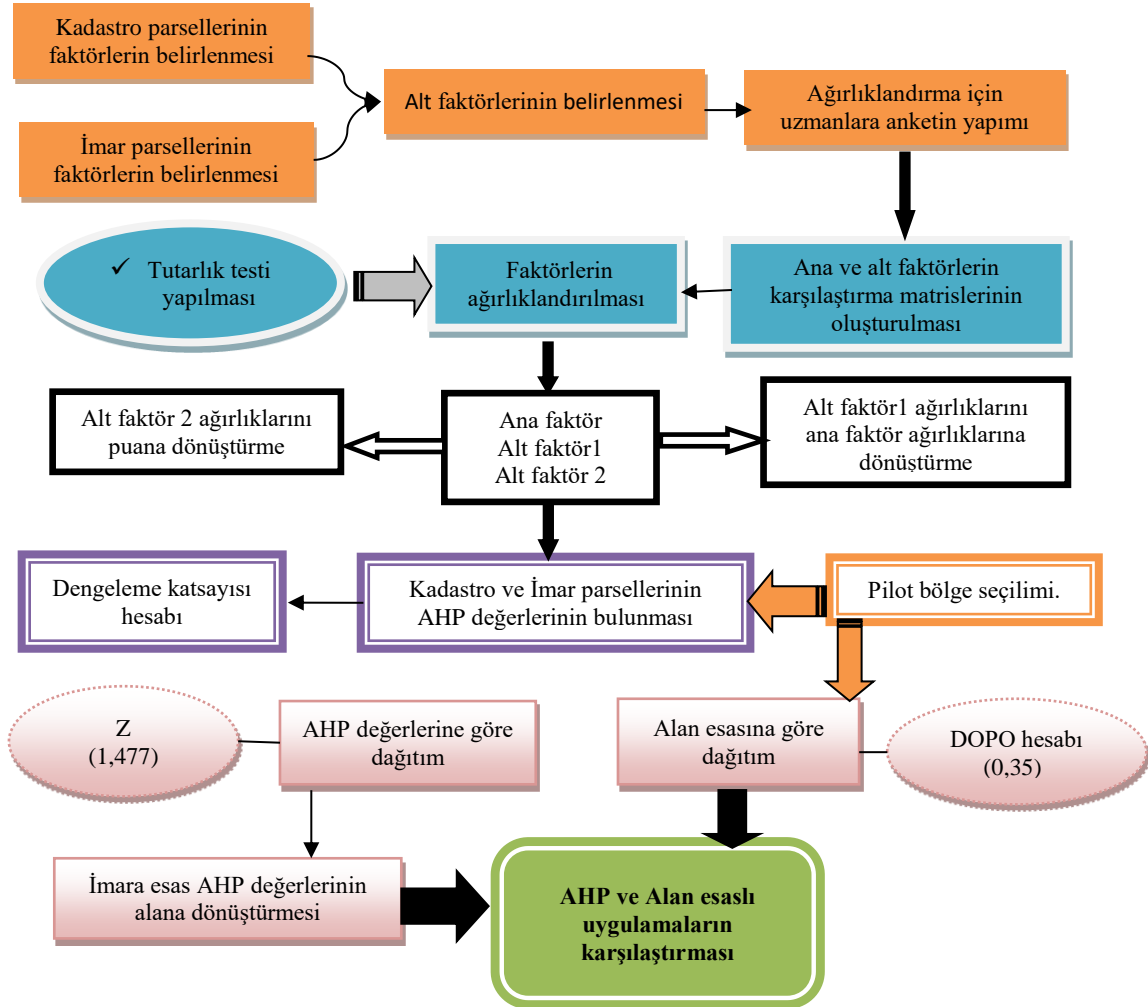 Kadastro parsellerinin
faktörlerin belirlenmesi
İmar parsellerinin
faktörlerin belirlenmesi
Alt faktörlerinin belirlenmesi
Ağırlıklandırma için
uzmanlara anketin yapımı
✓ Tutarlık testi
yapılması
Faktörlerin
ağırlıklandırılması
Ana ve alt faktörlerin
karşılaştırma matrislerinin
oluşturulması
Alt faktör 2 ağırlıklarını
puana dönüştürme
Ana faktör
Alt faktör1
Alt faktör 2
Alt faktör1 ağırlıklarını
ana faktör ağırlıklarına
dönüştürme
Dengeleme katsayısı
hesabı
Kadastro ve İmar parsellerinin
AHP değerlerinin bulunması
Pilot bölge seçilimi.
Z
(1,477)
AHP değerlerine göre
dağıtım
Alan esasına göre
dağıtım
DOPO hesabı
(0,35)
İmara esas AHP değerlerinin
alana dönüştürmesi
AHP ve Alan esaslı
uygulamaların
karşılaştırması